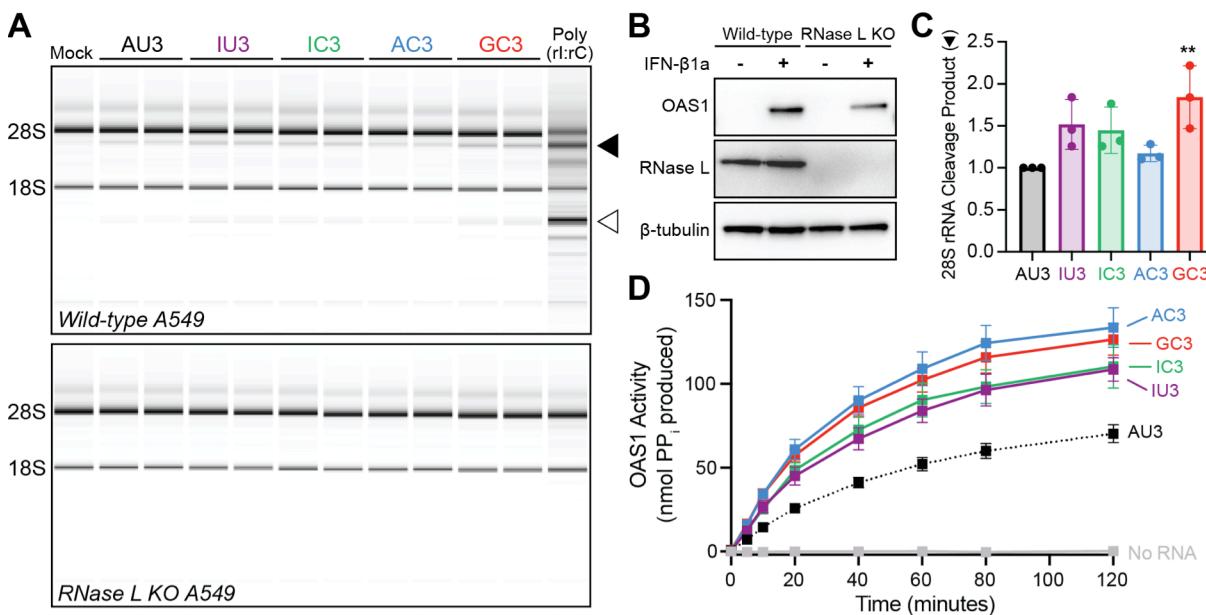 A
Mock
AU3
IU3
IC3
AC3
GC3
Poly
(rI:rC)
28S
18S
Wild-type A549
28S
18S
RNase L KO A549
B
Wild-type
RNase L KO
IFN-β1a
-
+
-
+
OAS1
RNase L
β-tubulin
C
28S rRNA Cleavage Product (▼)
2.5
2.0
1.5
1.0
0.5
0.0
**
AU3
IU3
IC3
AC3
GC3
D
OAS1 Activity
(nmol PPi produced)
150
100
50
0
AC3
GC3
IC3
IU3
AU3
No RNA
0
20
40
60
80
100
120
Time (minutes)